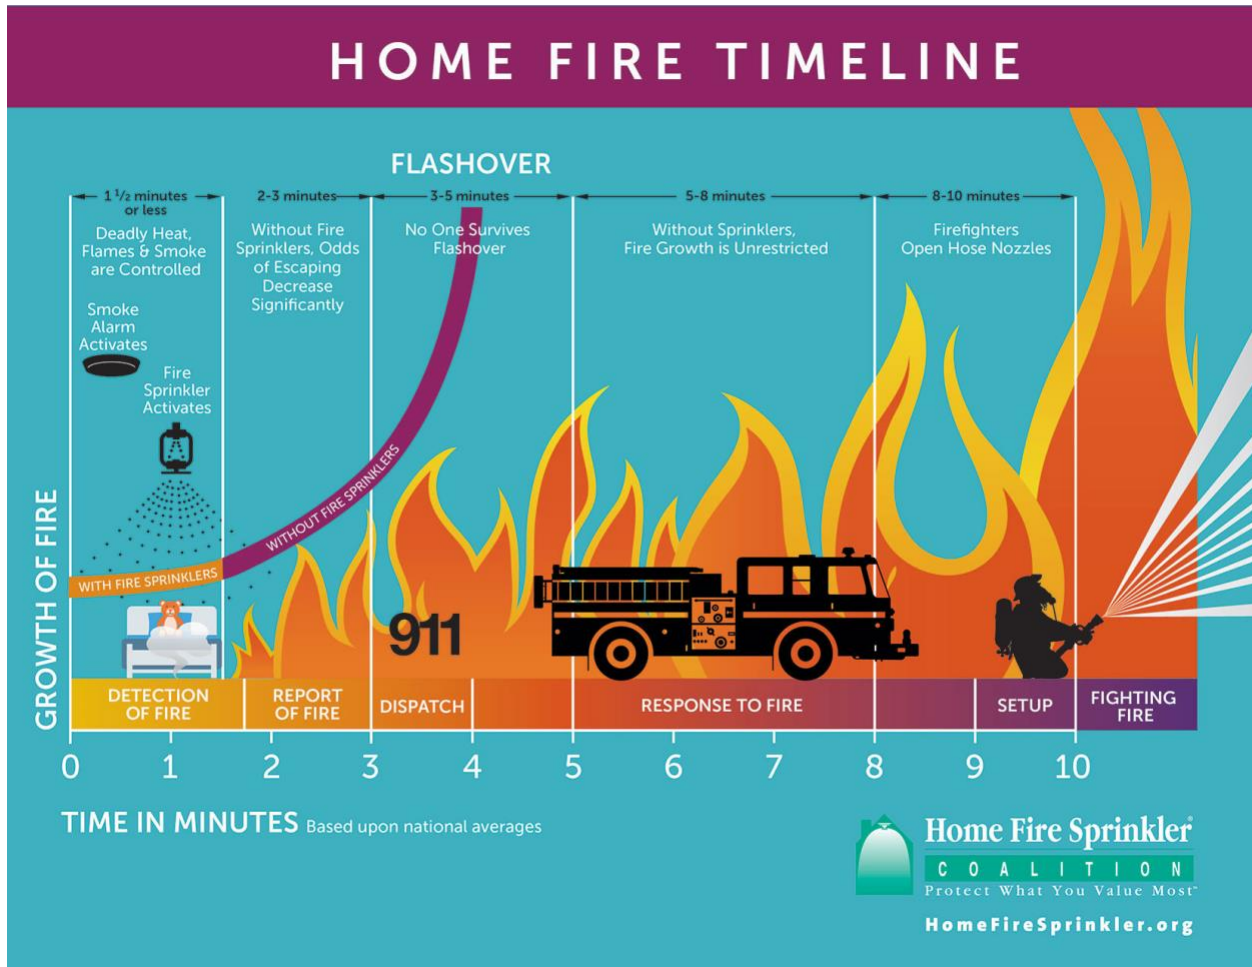 HOME FIRE TIMELINE
FLASHOVER
1 1/2 minutes
or less
Deadly Heat,
Flames & Smoke
are Controlled
Smoke
Alarm
Activates
Fire
Sprinkler
Activates
2-3 minutes
Without Fire
Sprinklers, Odds
of Escaping
Decrease
Significantly
3-5 minutes
No One Survives
Flashover
5-8 minutes
Without Sprinklers,
Fire Growth is Unrestricted
8-10 minutes
Firefighters
Open Hose Nozzles
GROWTH OF FIRE
WITH FIRE SPRINKLERS
WITHOUT FIRE SPRINKLERS
911
DETECTION
OF FIRE
REPORT
OF FIRE
DISPATCH
RESPONSE TO FIRE
SETUP
FIGHTING
FIRE
0 1 2 3 4 5 6 7 8 9 10
TIME IN MINUTES Based upon national averages
Home Fire Sprinkler®
COALITION
Protect What You Value Most™
HomeFireSprinkler.org